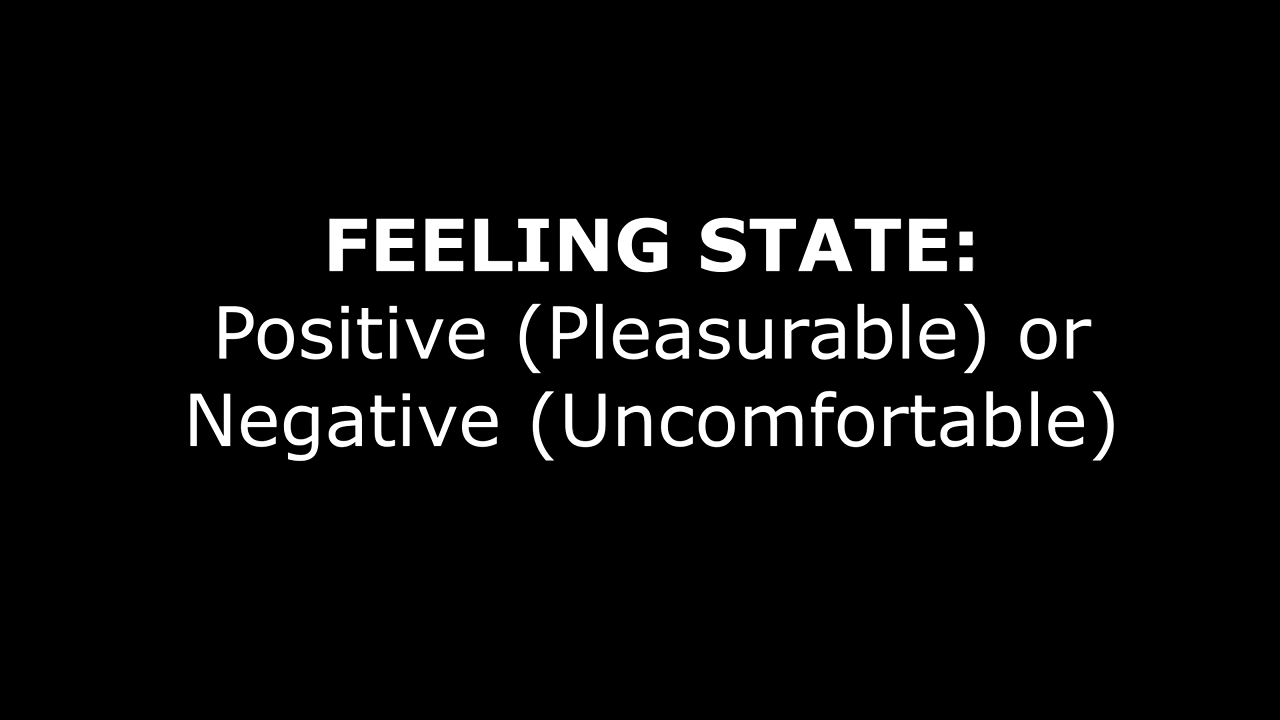 FEELING STATE:
Positive (Pleasurable) or
Negative (Uncomfortable)